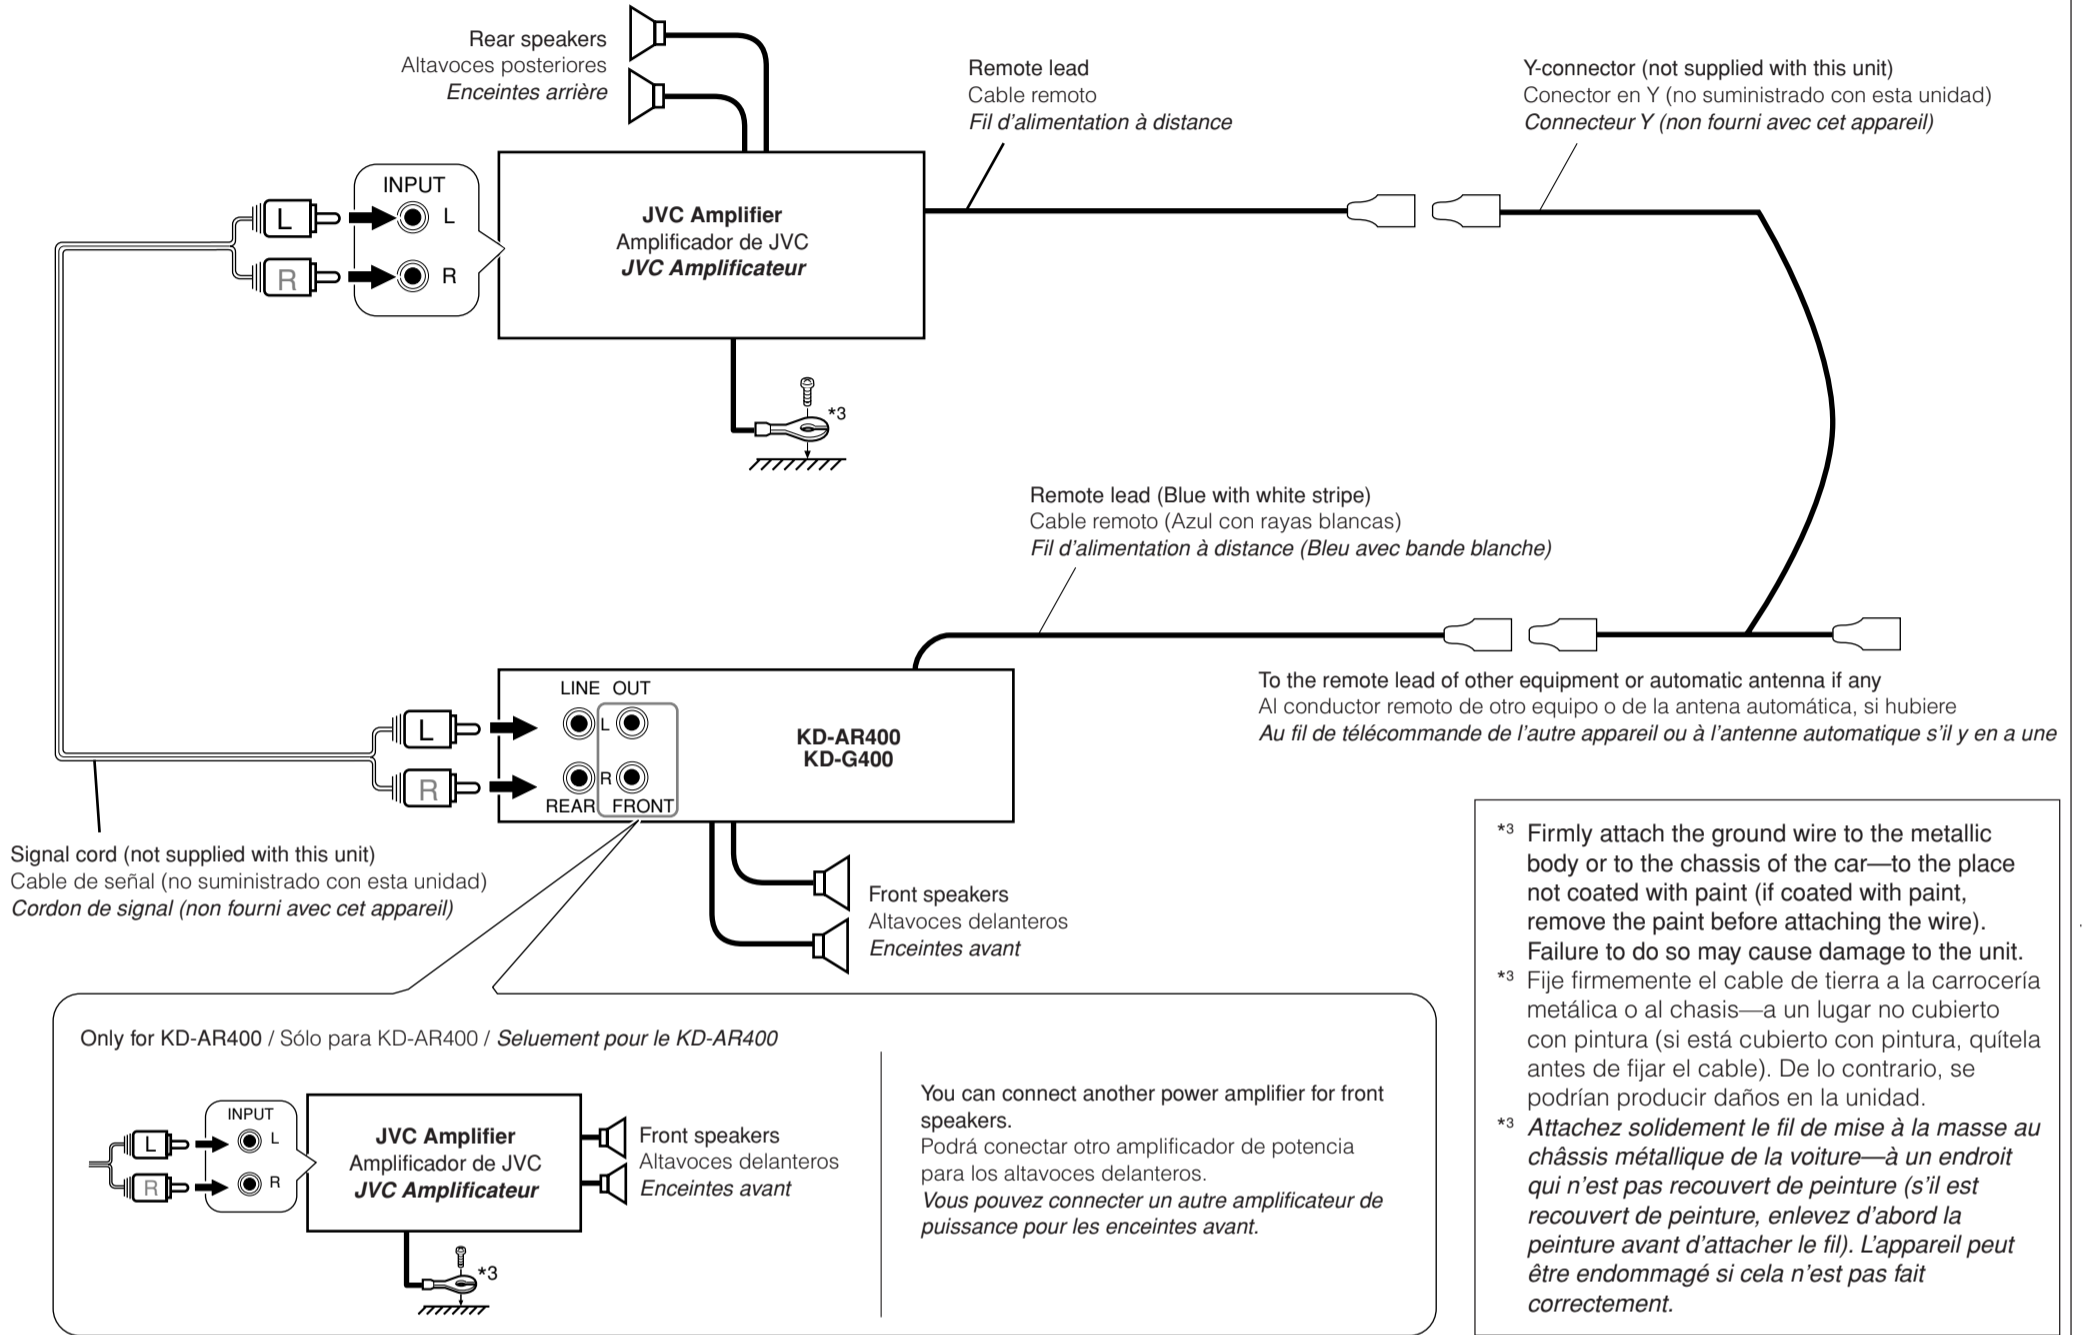 Rear speakers
Altavoces posteriores
Enceintes arrière
Remote lead
Cable remoto
Fil d'alimentation à distance
Y-connector (not supplied with this unit)
Conector en Y (no suministrado con esta unidad)
Connecteur Y (non fourni avec cet appareil)
INPUT
L
L
R
R
JVC Amplifier
Amplificador de JVC
JVC Amplificateur
*3
Remote lead (Blue with white stripe)
Cable remoto (Azul con rayas blancas)
Fil d'alimentation à distance (Bleu avec bande blanche)
To the remote lead of other equipment or automatic antenna if any
Al conductor remoto de otro equipo o de la antena automática, si hubiere
Au fil de télécommande de l'autre appareil ou à l'antenne automatique s'il y en a une
LINE OUT
L
L
R
R
REAR FRONT
KD-AR400
KD-G400
Signal cord (not supplied with this unit)
Cable de señal (no suministrado con esta unidad)
Cordon de signal (non fourni avec cet appareil)
Front speakers
Altavoces delanteros
Enceintes avant
Only for KD-AR400 / Sólo para KD-AR400 / Seluement pour le KD-AR400
INPUT
L
L
R
R
JVC Amplifier
Amplificador de JVC
JVC Amplificateur
Front speakers
Altavoces delanteros
Enceintes avant
*3
You can connect another power amplifier for front
speakers.
Podrá conectar otro amplificador de potencia
para los altavoces delanteros.
Vous pouvez connecter un autre amplificateur de
puissance pour les enceintes avant.
*3 Firmly attach the ground wire to the metallic
body or to the chassis of the car—to the place
not coated with paint (if coated with paint,
remove the paint before attaching the wire).
Failure to do so may cause damage to the unit.
*3 Fije firmemente el cable de tierra a la carrocería
metálica o al chasis—a un lugar no cubierto
con pintura (si está cubierto con pintura, quítela
antes de fijar el cable). De lo contrario, se
podrían producir daños en la unidad.
*3 Attachez solidement le fil de mise à la masse au
châssis métallique de la voiture—à un endroit
qui n'est pas recouvert de peinture (s'il est
recouvert de peinture, enlevez d'abord la
peinture avant d'attacher le fil). L'appareil peut
être endommagé si cela n'est pas fait
correctement.